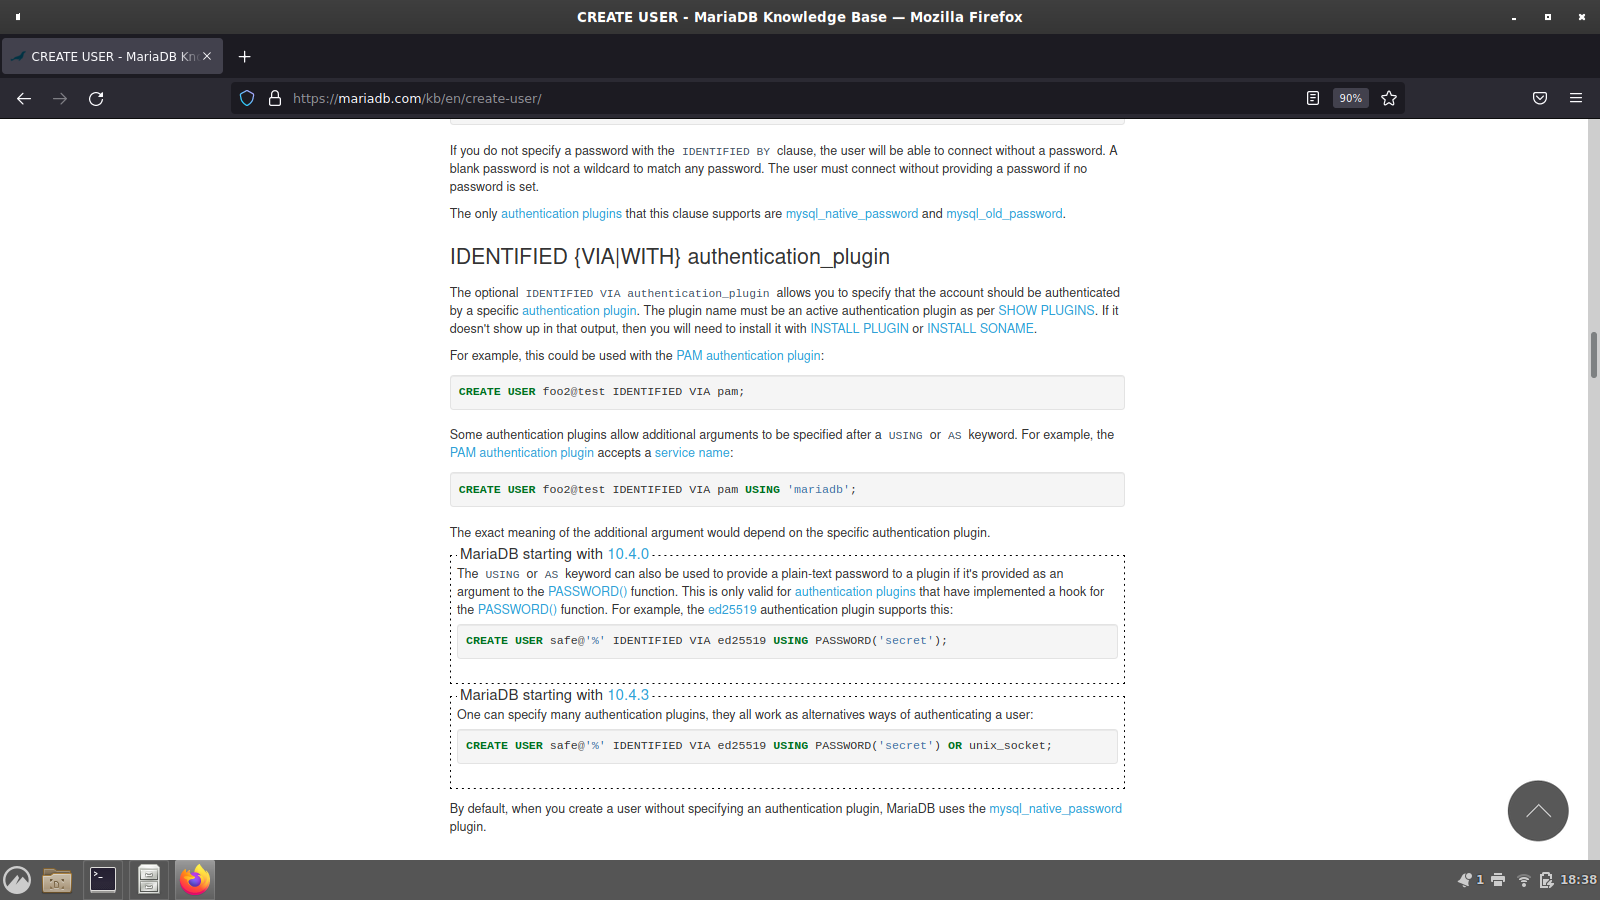 CREATE USER - MariaDB Knowledge Base — Mozilla Firefox
CREATE USER - MariaDB Kn
https://mariadb.com/kb/en/create-user/
90%
If you do not specify a password with the IDENTIFIED BY clause, the user will be able to connect without a password. A
blank password is not a wildcard to match any password. The user must connect without providing a password if no
password is set.
The only authentication plugins that this clause supports are mysql_native_password and mysql_old_password.
IDENTIFIED {VIA|WITH} authentication_plugin
The optional IDENTIFIED VIA authentication_plugin allows you to specify that the account should be authenticated
by a specific authentication plugin. The plugin name must be an active authentication plugin as per SHOW PLUGINS. If it
doesn't show up in that output, then you will need to install it with INSTALL PLUGIN or INSTALL SONAME.
For example, this could be used with the PAM authentication plugin:
CREATE USER foo2@test IDENTIFIED VIA pam;
Some authentication plugins allow additional arguments to be specified after a USING or AS keyword. For example, the
PAM authentication plugin accepts a service name:
CREATE USER foo2@test IDENTIFIED VIA pam USING 'mariadb';
The exact meaning of the additional argument would depend on the specific authentication plugin.
MariaDB starting with 10.4.0
The USING or AS keyword can also be used to provide a plain-text password to a plugin if it's provided as an
argument to the PASSWORD() function. This is only valid for authentication plugins that have implemented a hook for
the PASSWORD() function. For example, the ed25519 authentication plugin supports this:
CREATE USER safe@'%' IDENTIFIED VIA ed25519 USING PASSWORD('secret');
MariaDB starting with 10.4.3
One can specify many authentication plugins, they all work as alternatives ways of authenticating a user:
CREATE USER safe@'%' IDENTIFIED VIA ed25519 USING PASSWORD('secret') OR unix_socket;
By default, when you create a user without specifying an authentication plugin, MariaDB uses the mysql_native_password
plugin.
1
18:38